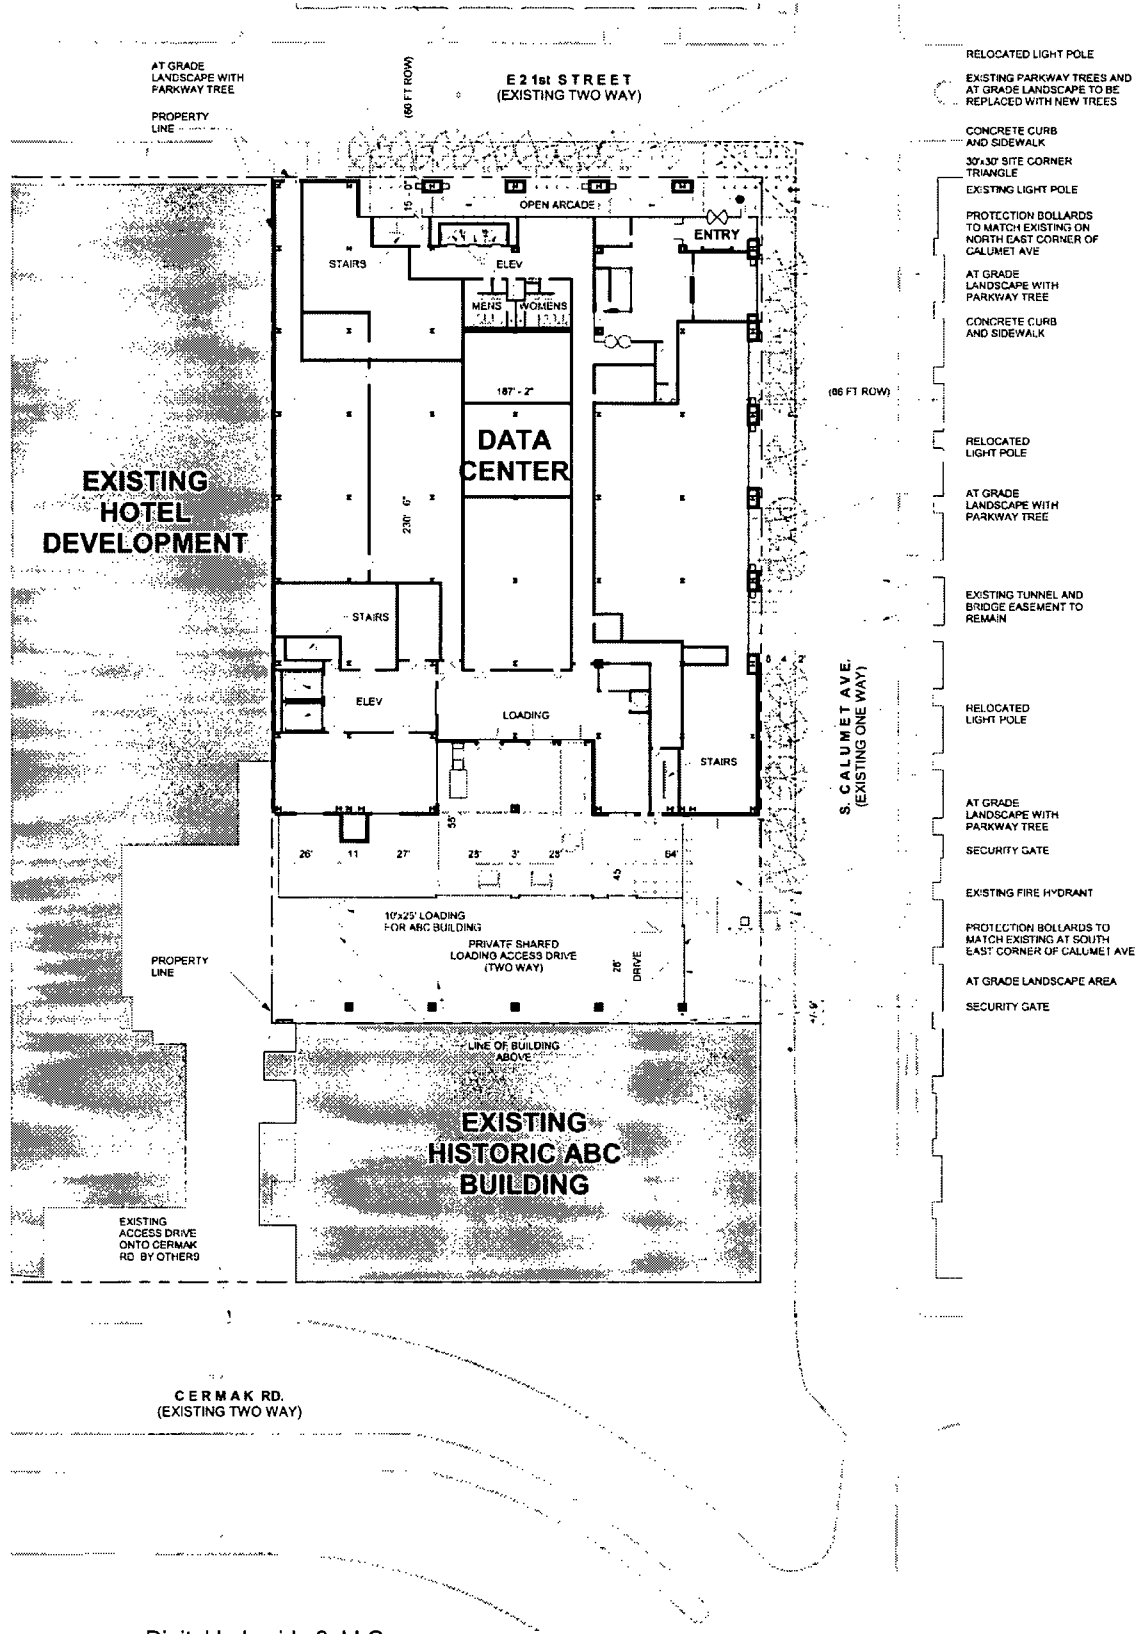 AT GRADE
LANDSCAPE WITH
PARKWAY TREE
PROPERTY
LINE
(60 FT ROW)
E 21st STREET
(EXISTING TWO WAY)
RELOCATED LIGHT POLE
EXISTING PARKWAY TREES AND
AT GRADE LANDSCAPE TO BE
REPLACED WITH NEW TREES
CONCRETE CURB
AND SIDEWALK
30'x30' SITE CORNER
TRIANGLE
EXISTING LIGHT POLE
PROTECTION BOLLARDS
TO MATCH EXISTING ON
NORTH EAST CORNER OF
CALUMET AVE
AT GRADE
LANDSCAPE WITH
PARKWAY TREE
CONCRETE CURB
AND SIDEWALK
15' 0"
OPEN ARCADE
ENTRY
STAIRS
ELEV
MENS
WOMENS
187' - 2"
DATA
CENTER
230' 6"
(66 FT ROW)
EXISTING
HOTEL
DEVELOPMENT
RELOCATED
LIGHT POLE
AT GRADE
LANDSCAPE WITH
PARKWAY TREE
EXISTING TUNNEL AND
BRIDGE EASEMENT TO
REMAIN
STAIRS
ELEV
LOADING
STAIRS
S. CALUMET AVE.
(EXISTING ONE WAY)
RELOCATED
LIGHT POLE
AT GRADE
LANDSCAPE WITH
PARKWAY TREE
SECURITY GATE
EXISTING FIRE HYDRANT
PROTECTION BOLLARDS TO
MATCH EXISTING AT SOUTH
EAST CORNER OF CALUMET AVE
AT GRADE LANDSCAPE AREA
SECURITY GATE
55'
26' 11 27' 25' 3' 25' 64'
45'
10'x25' LOADING
FOR ABC BUILDING
PRIVATE SHARED
LOADING ACCESS DRIVE
(TWO WAY)
26'
DRIVE
PROPERTY
LINE
+/- 9'
LINE OF BUILDING
ABOVE
EXISTING
HISTORIC ABC
BUILDING
EXISTING
ACCESS DRIVE
ONTO CERMAK
RD BY OTHERS
CERMAK RD.
(EXISTING TWO WAY)